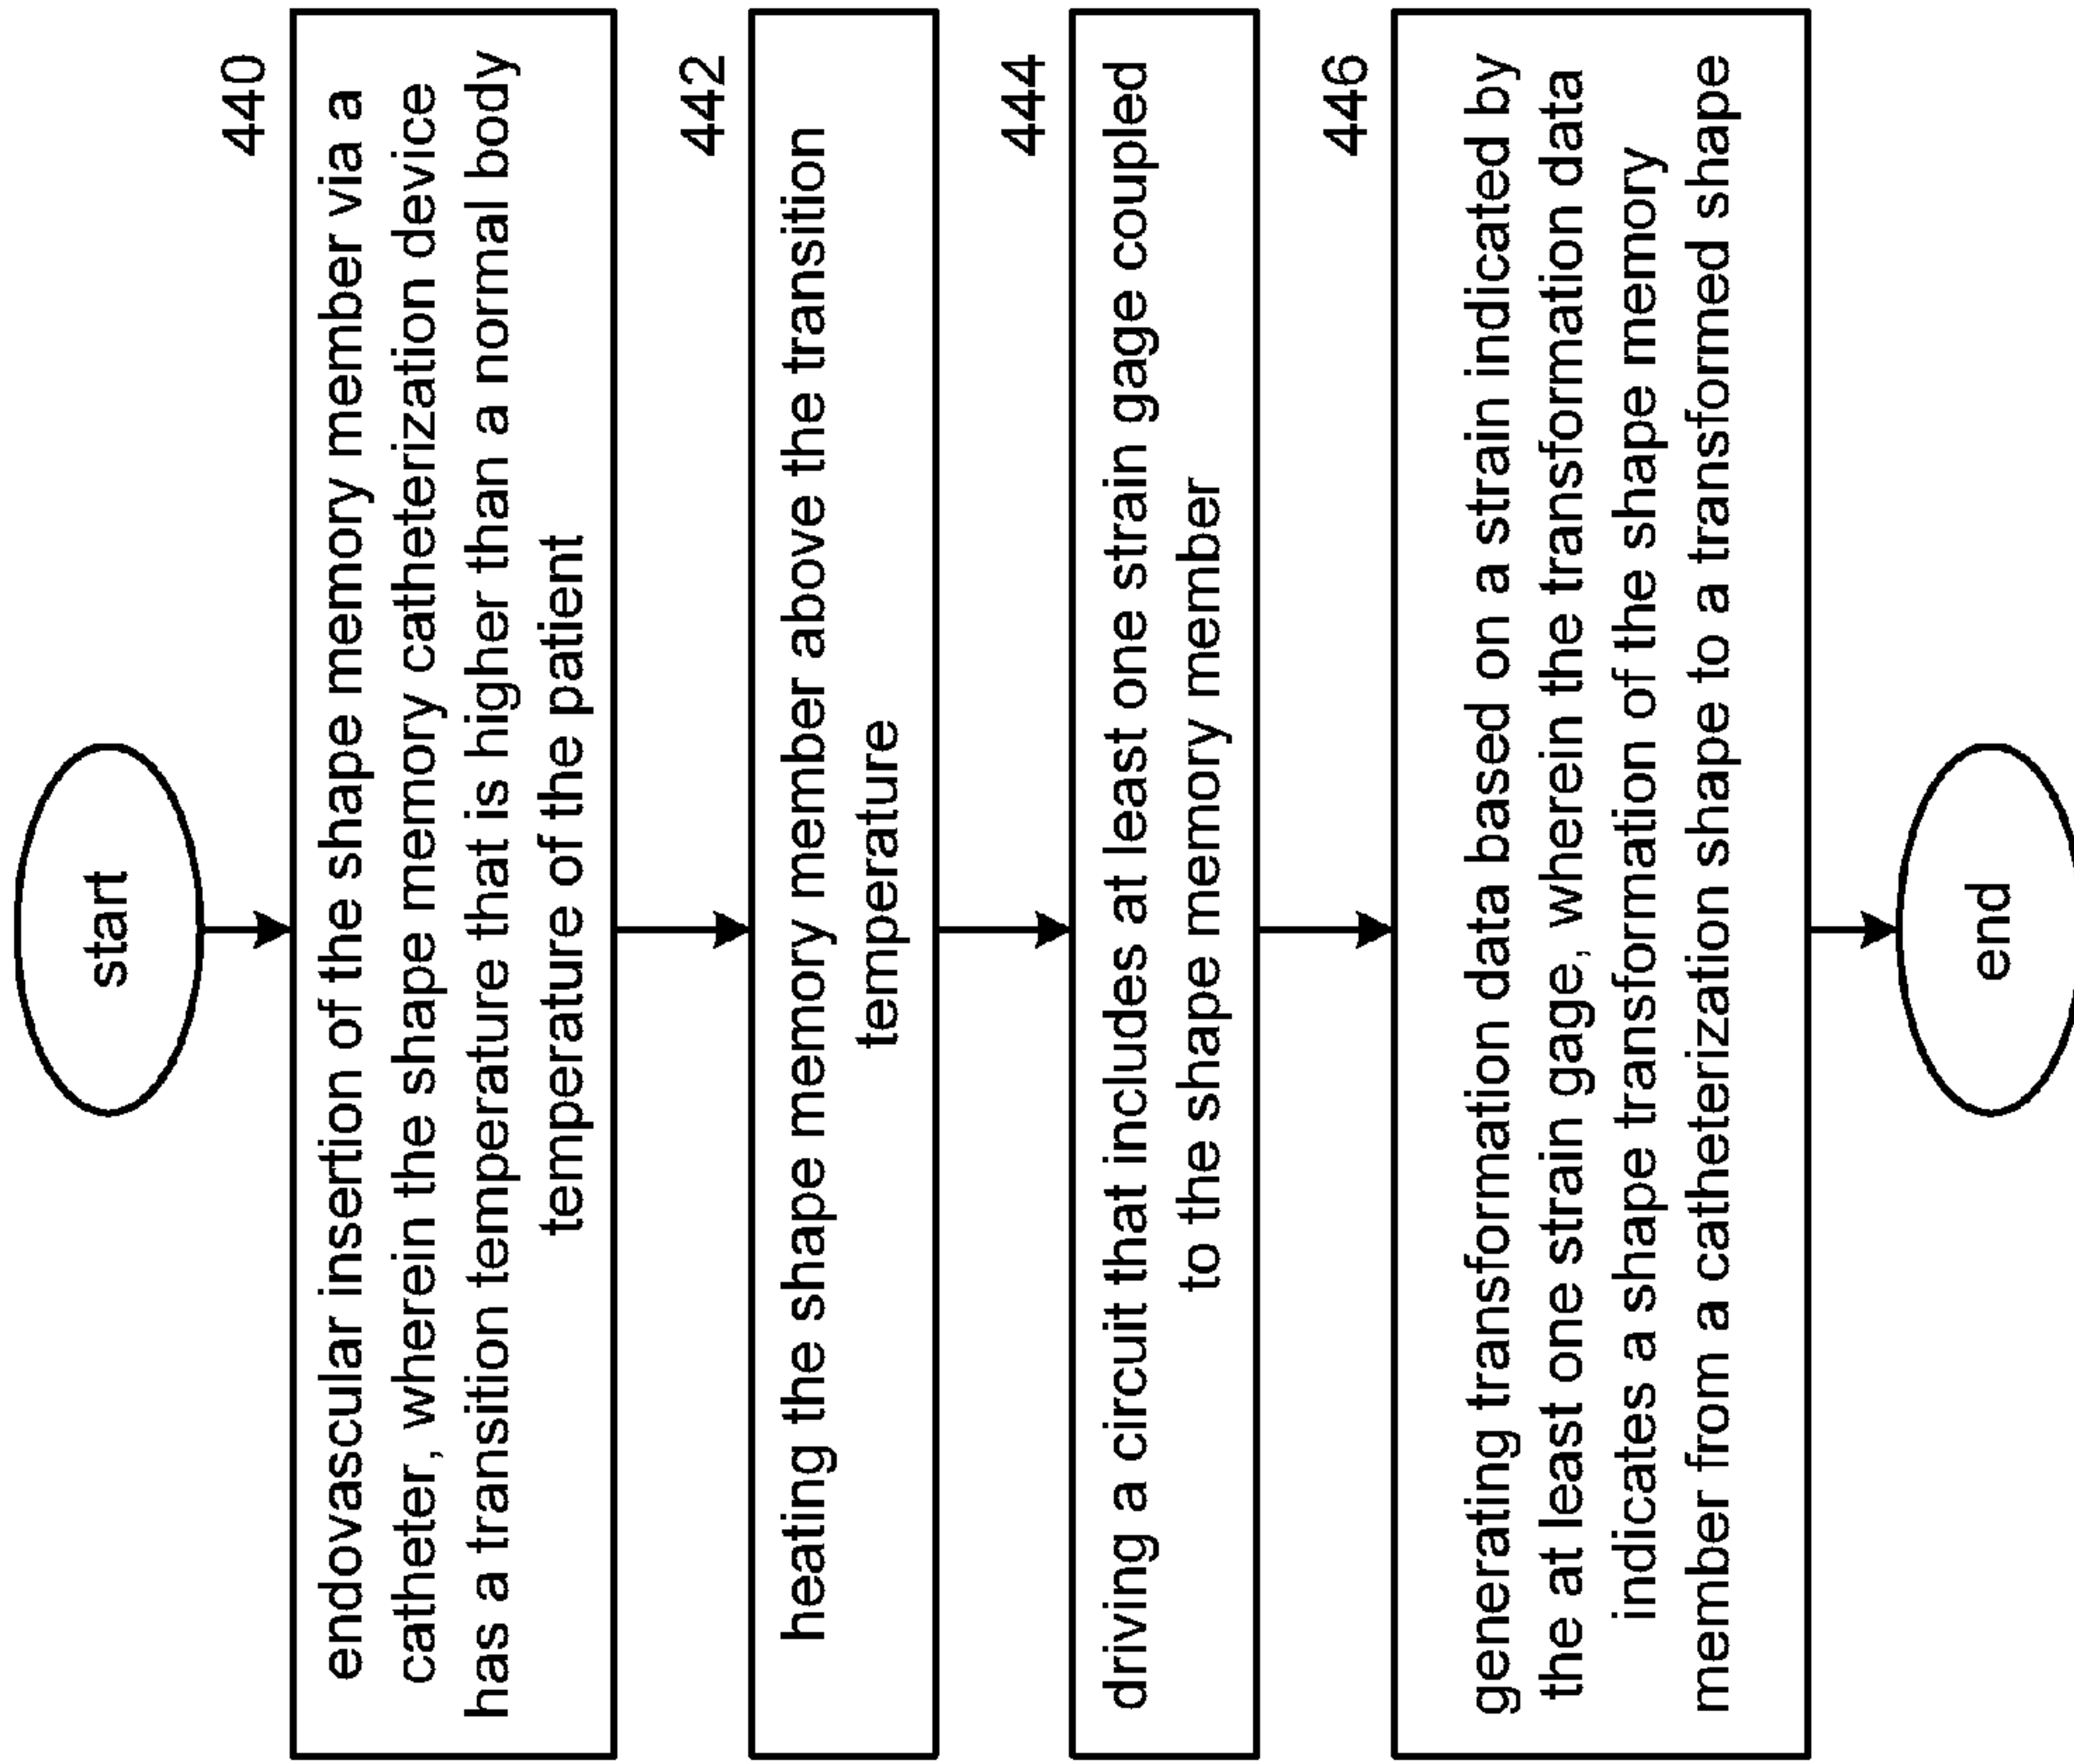 start
440
endovascular insertion of the shape memory member via a
catheter, wherein the shape memory catheterization device
has a transition temperature that is higher than a normal body
temperature of the patient
442
heating the shape memory member above the transition
temperature
444
driving a circuit that includes at least one strain gage coupled
to the shape memory member
446
generating transformation data based on a strain indicated by
the at least one strain gage, wherein the transformation data
indicates a shape transformation of the shape memory
member from a catheterization shape to a transformed shape
end